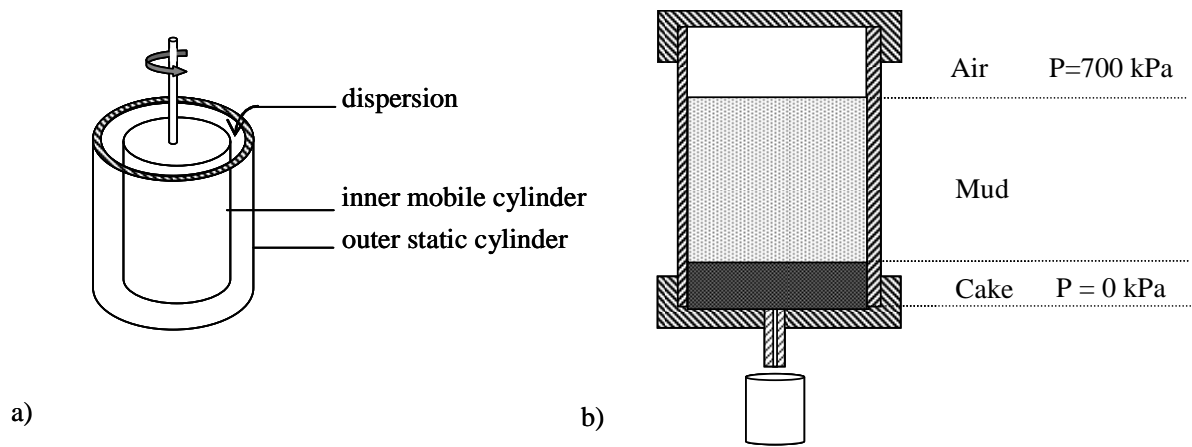 dispersion
inner mobile cylinder
outer static cylinder
a)
Air P=700 kPa
Mud
Cake P = 0 kPa
b)